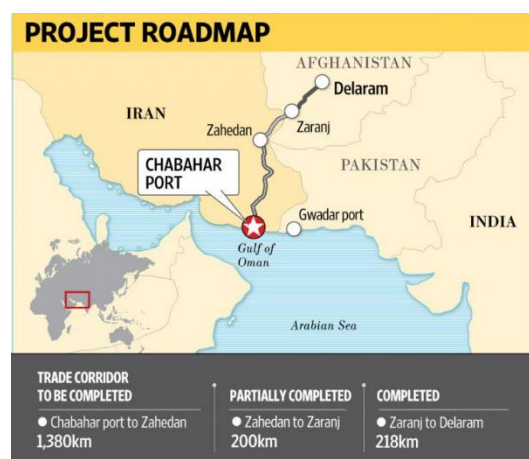 PROJECT ROADMAP
AFGHANISTAN
Delaram
IRAN
Zaranj
Zahedan
CHABAHAR
PORT
PAKISTAN
Gwadar port
INDIA
Gulf of
Oman
Arabian Sea
TRADE CORRIDOR
TO BE COMPLETED
● Chabahar port to Zahedan
1,380km
PARTIALLY COMPLETED
● Zahedan to Zaranj
200km
COMPLETED
● Zaranj to Delaram
218km